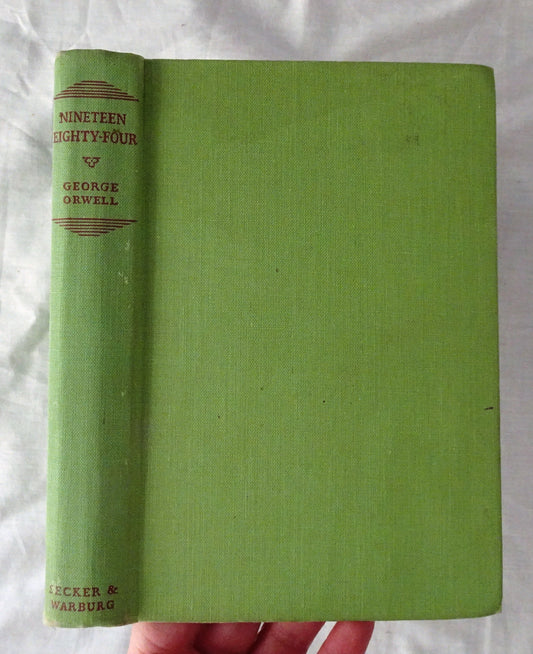 NINETEEN
EIGHTY-FOUR
GEORGE
ORWELL
SECKER &
WARBURG